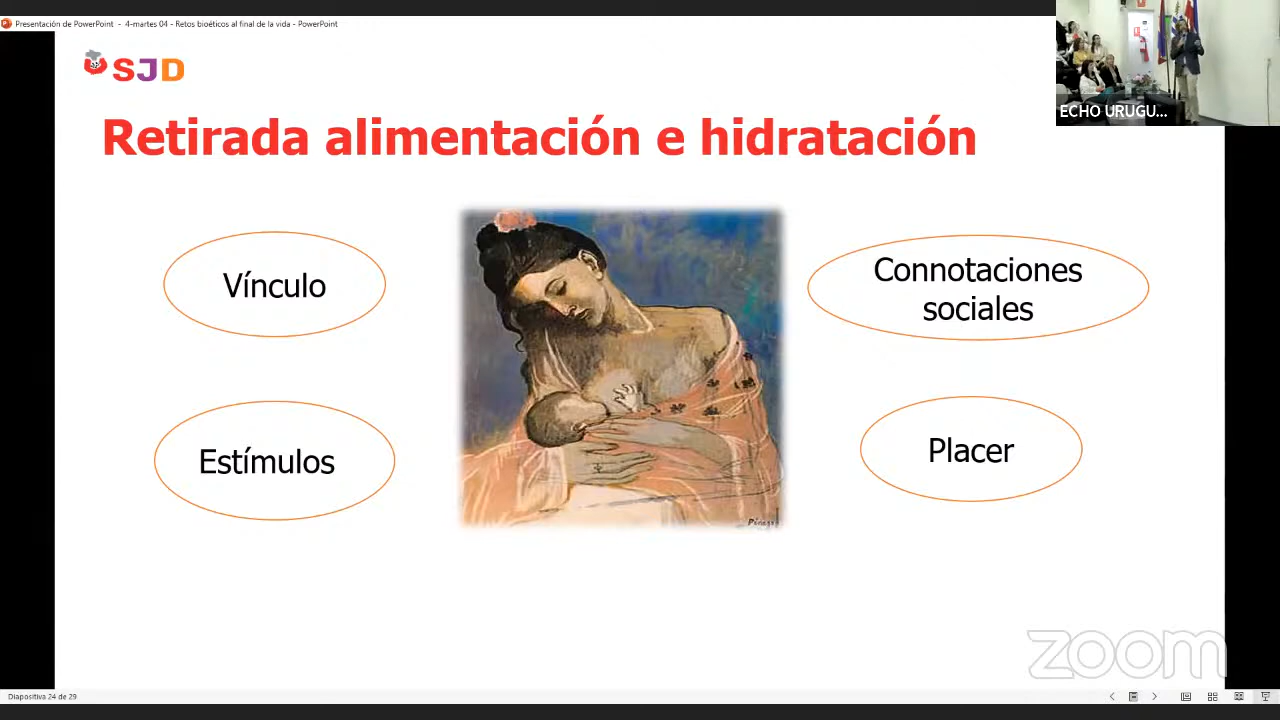 Presentación de PowerPoint - 4-martes 04 - Retos bioéticos al final de la vida - PowerPoint
SJD
ECHO URUGU...
Retirada alimentación e hidratación
Vínculo
Connotaciones
sociales
Estímulos
Placer
Picasso
zoom
Diapositiva 24 de 29